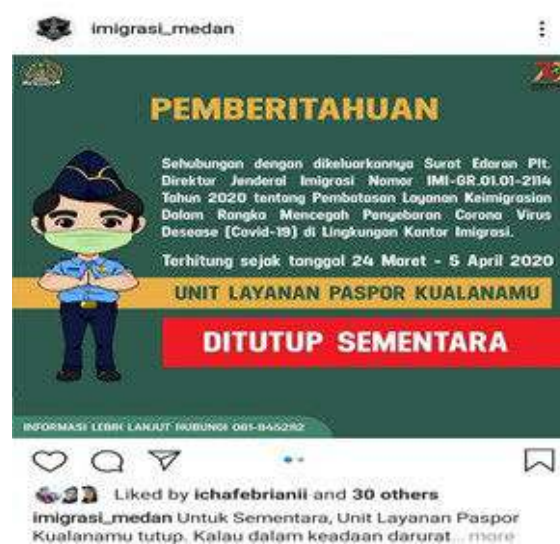 imigrasi_medan
PEMBERITAHUAN
Sehubungan dengan dikeluarkannya Surat Edaran Plt.
Direktur Jenderal Imigrasi Nomor IMI-GR.01.01-2114
Tahun 2020 tentang Pembatasan Layanan Keimigrasian
Dalam Rangka Mencegah Penyebaran Corona Virus
Desease (Covid-19) di Lingkungan Kantor Imigrasi.
Terhitung sejak tanggal 24 Maret - 5 April 2020
UNIT LAYANAN PASPOR KUALANAMU
DITUTUP SEMENTARA
INFORMASI LEBIH LANJUT HUBUNGI
Liked by ichafebrianii and 30 others
imigrasi_medan Untuk Sementara, Unit Layanan Paspor
Kualanamu tutup. Kalau dalam keadaan darurat... more